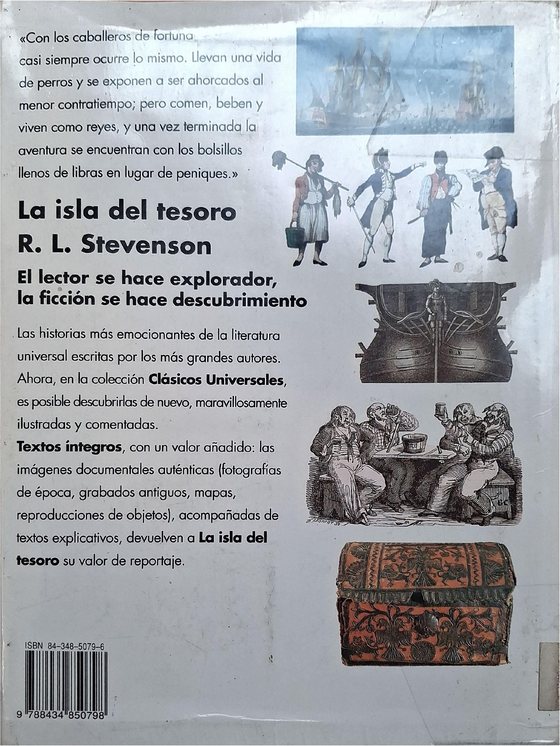 «Con los caballeros de fortuna
casi siempre ocurre lo mismo. Llevan una vida
de perros y se exponen a ser ahorcados al
menor contratiempo; pero comen, beben y
viven como reyes, y una vez terminada la
aventura se encuentran con los bolsillos
llenos de libras en lugar de peniques.»
La isla del tesoro
R. L. Stevenson
El lector se hace explorador,
la ficción se hace descubrimiento
Las historias más emocionantes de la literatura
universal escritas por los más grandes autores.
Ahora, en la colección Clásicos Universales,
es posible descubrirlas de nuevo, maravillosamente
ilustradas y comentadas.
Textos íntegros, con un valor añadido: las
imágenes documentales auténticas (fotografías
de época, grabados antiguos, mapas,
reproducciones de objetos), acompañadas de
textos explicativos, devuelven a La isla del
tesoro su valor de reportaje.
ISBN 84-348-5079-6
9 788434 850798